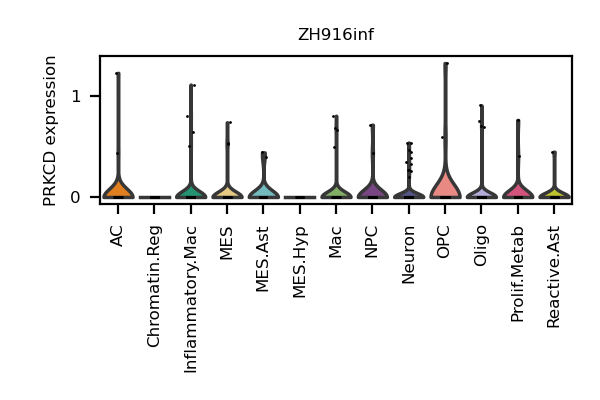 ZH916inf
PRKCD expression
1
0
AC
Chromatin.Reg
Inflammatory.Mac
MES
MES.Ast
MES.Hyp
Mac
NPC
Neuron
OPC
Oligo
Prolif.Metab
Reactive.Ast